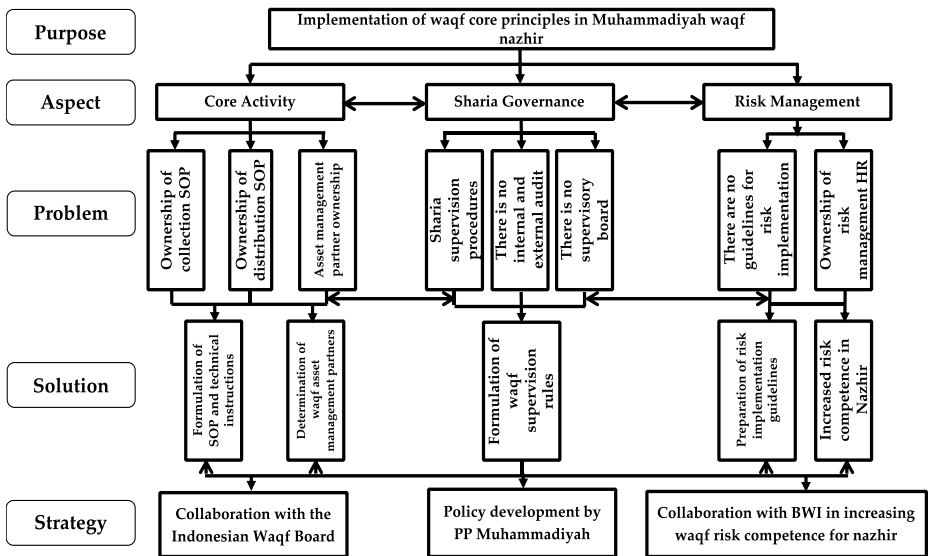 Purpose
Implementation of waqf core principles in Muhammadiyah waqf
nazhir
Aspect
Core Activity
Sharia Governance
Risk Management
Problem
Ownership of
collection SOP
Ownership of
distribution SOP
Asset management
partner ownership
Sharia
supervision
procedures
There is no
internal and
external audit
There is no
supervisory
board
There are no
guidelines for
risk
implementation
Ownership of
risk
management HR
Solution
Formulation of
SOP and technical
instructions
Determination of
waqf asset
management partners
Formulation of
waqf
supervision
rules
Preparation of risk
implementation
guidelines
Increased risk
competence in
Nazhir
Strategy
Collaboration with the
Indonesian Waqf Board
Policy development by
PP Muhammadiyah
Collaboration with BWI in increasing
waqf risk competence for nazhir